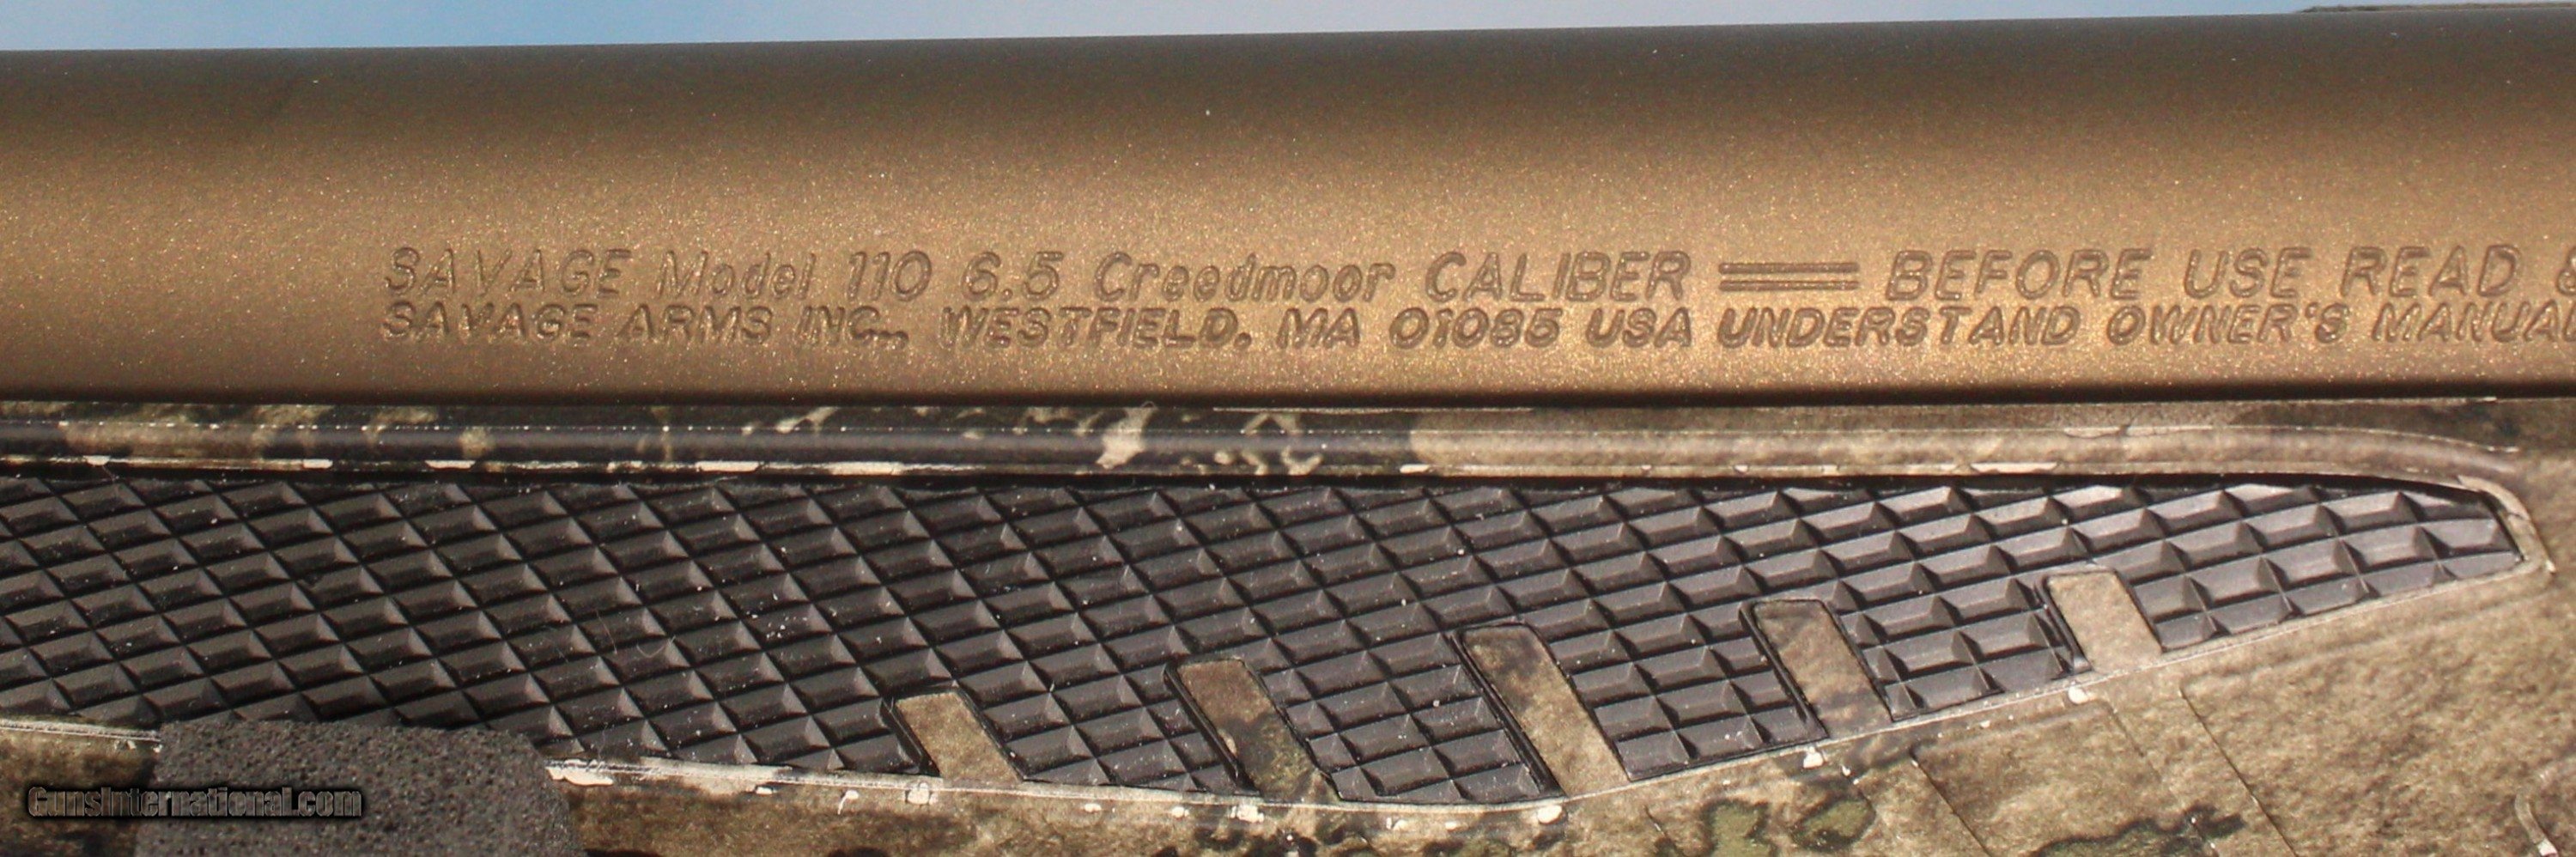 SAVAGE Model 110 6.5 Creedmoor CALIBER ═══ BEFORE USE READ &
SAVAGE ARMS INC., WESTFIELD, MA 01085 USA UNDERSTAND OWNER'S MANUAL
GunsInternational.com